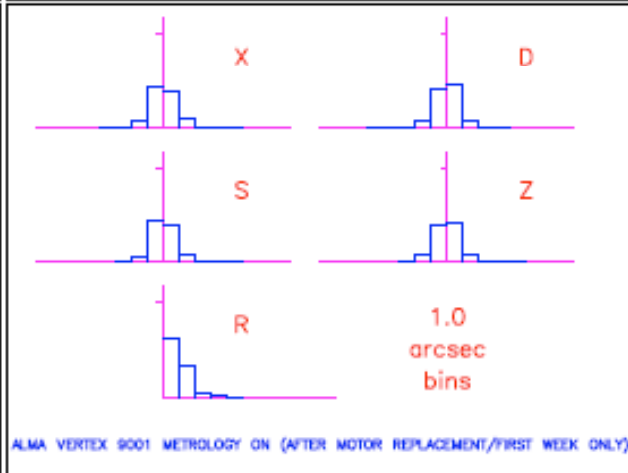 X
D
S
Z
R
1.0
arcsec
bins
ALMA VERTEX 9001 METROLOGY ON (AFTER MOTOR REPLACEMENT/FIRST WEEK ONLY)